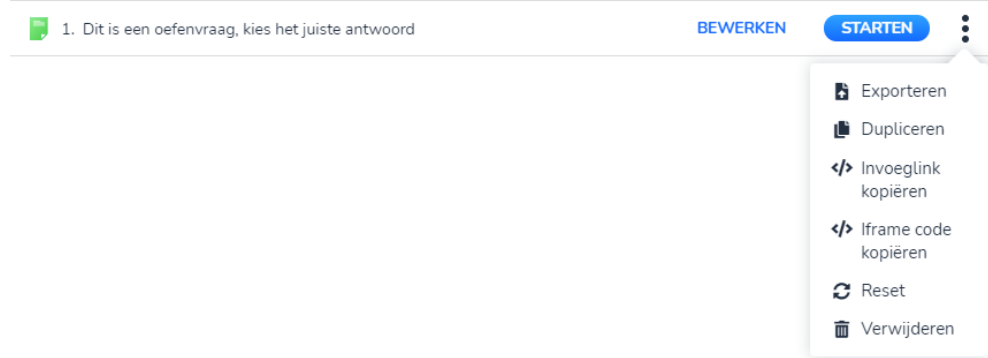 1. Dit is een oefenvraag, kies het juiste antwoord BEWERKEN STARTEN
Exporteren
Dupliceren
Invoeglink
kopiëren
Iframe code
kopiëren
Reset
Verwijderen